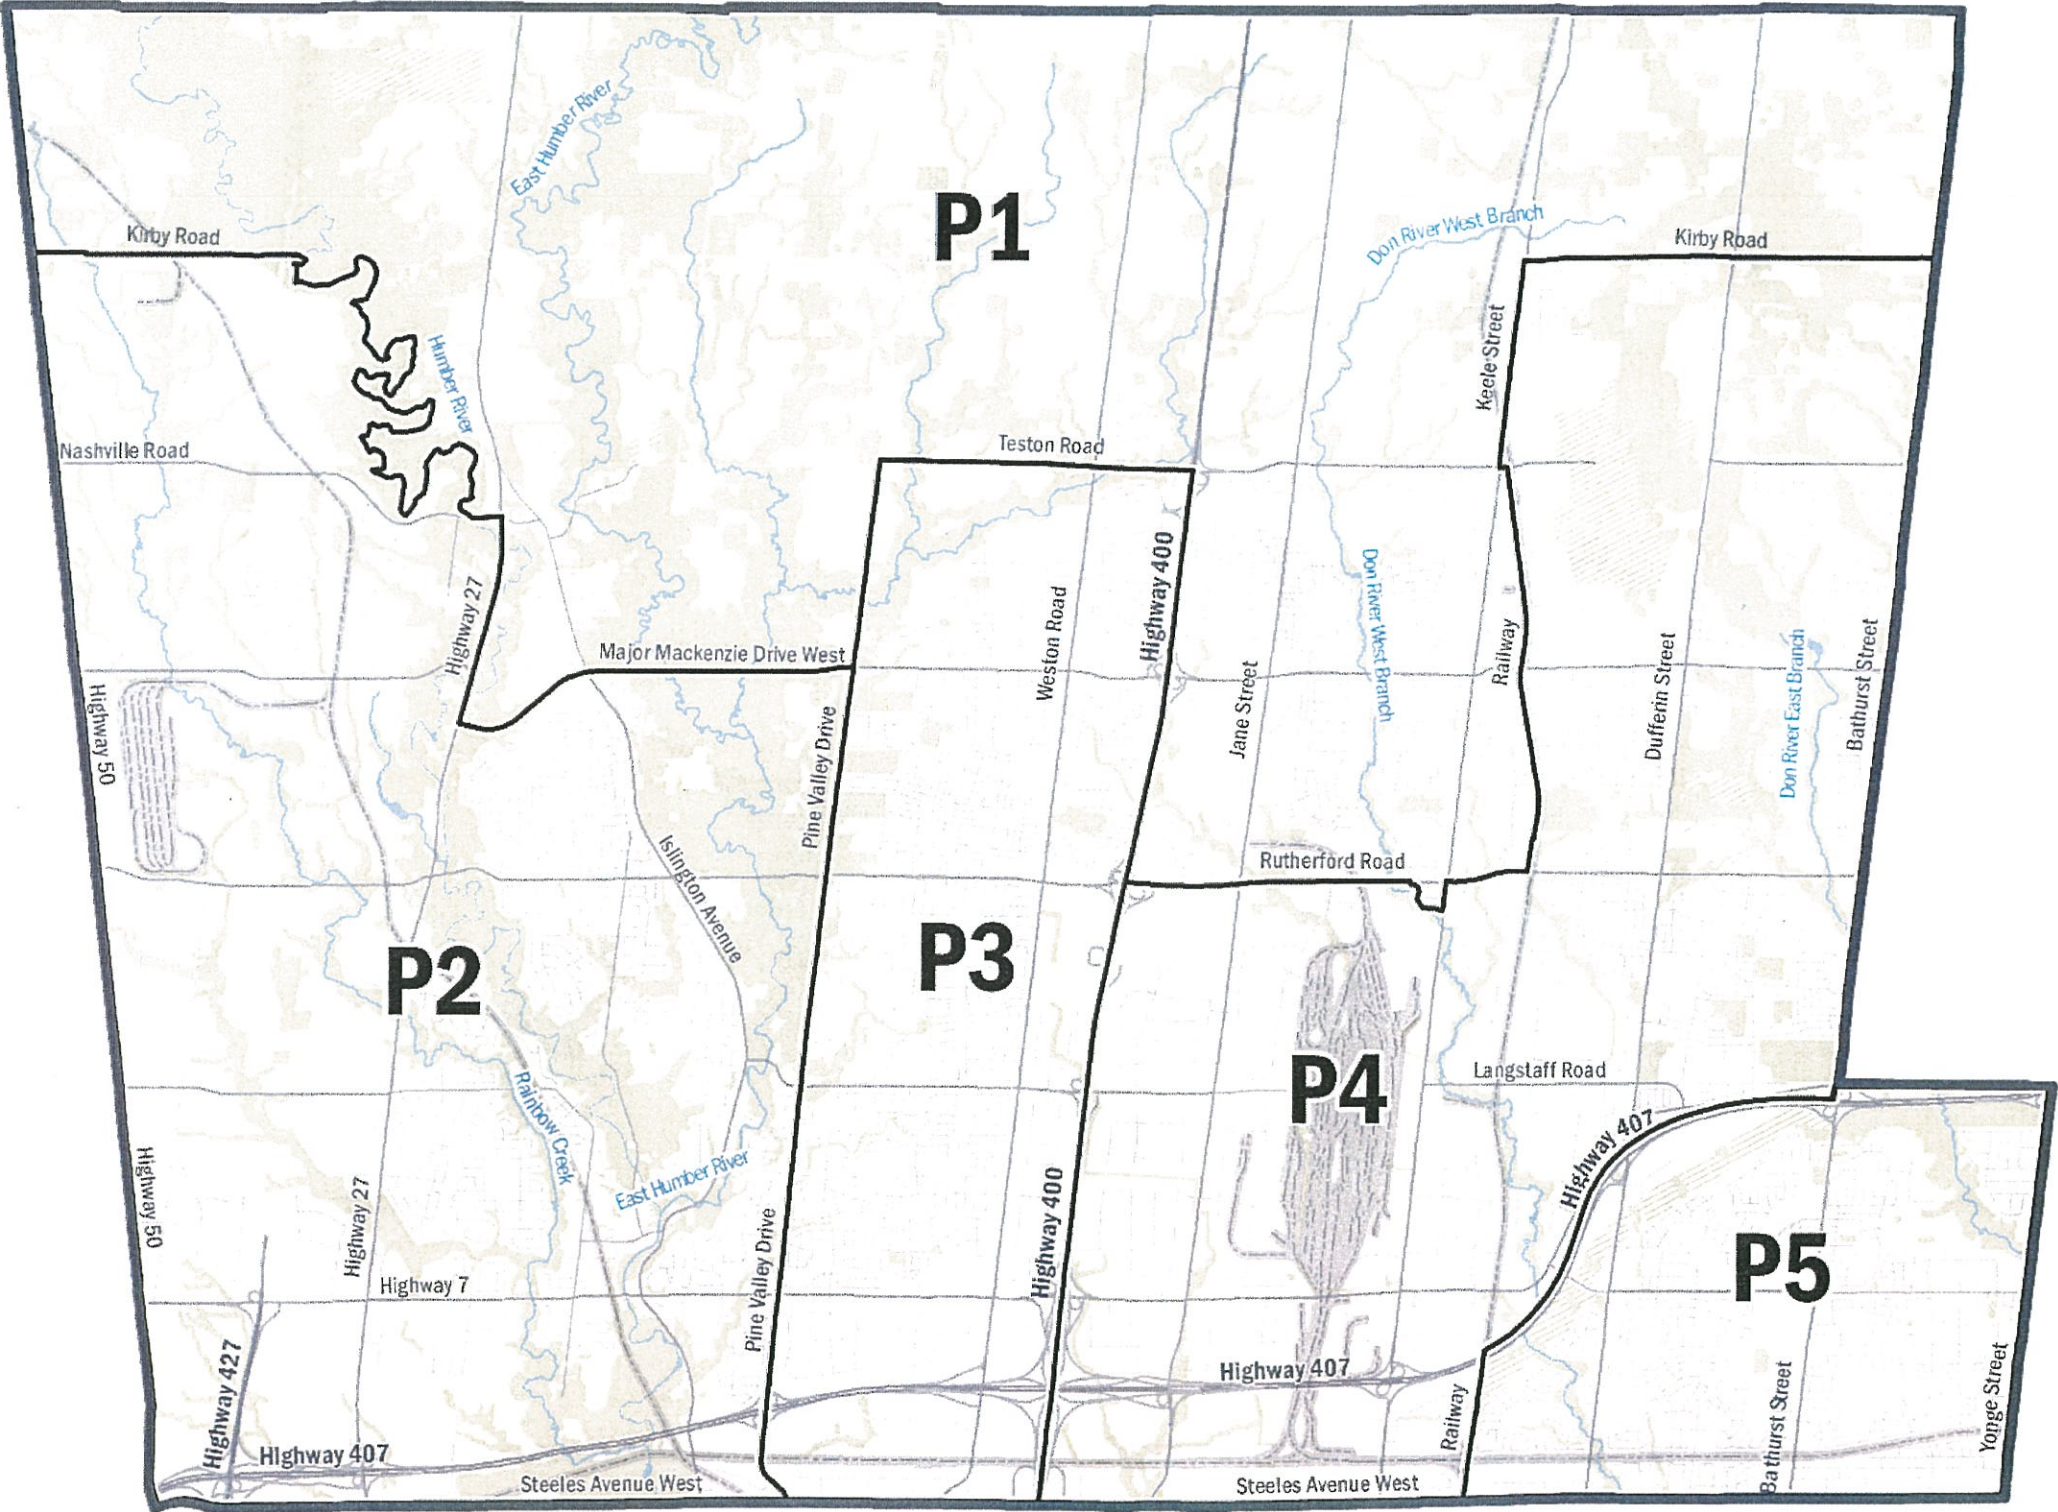 East Humber River
P1
Don River West Branch
Kirby Road
Kirby Road
Keele Street
Humber River
Nashville Road
Teston Road
Highway 400
Don River West Branch
Highway 27
Weston Road
Railway
Major Mackenzie Drive West
Jane Street
Dufferin Street
Don River East Branch
Bathurst Street
Highway 50
Pine Valley Drive
Islington Avenue
Rutherford Road
P2
P3
P4
Langstaff Road
Rainbow Creek
East Humber River
Highway 407
Highway 50
Highway 27
Pine Valley Drive
Highway 400
P5
Highway 7
Highway 427
Highway 407
Railway
Bathurst Street
Yonge Street
Highway 407
Steeles Avenue West
Steeles Avenue West